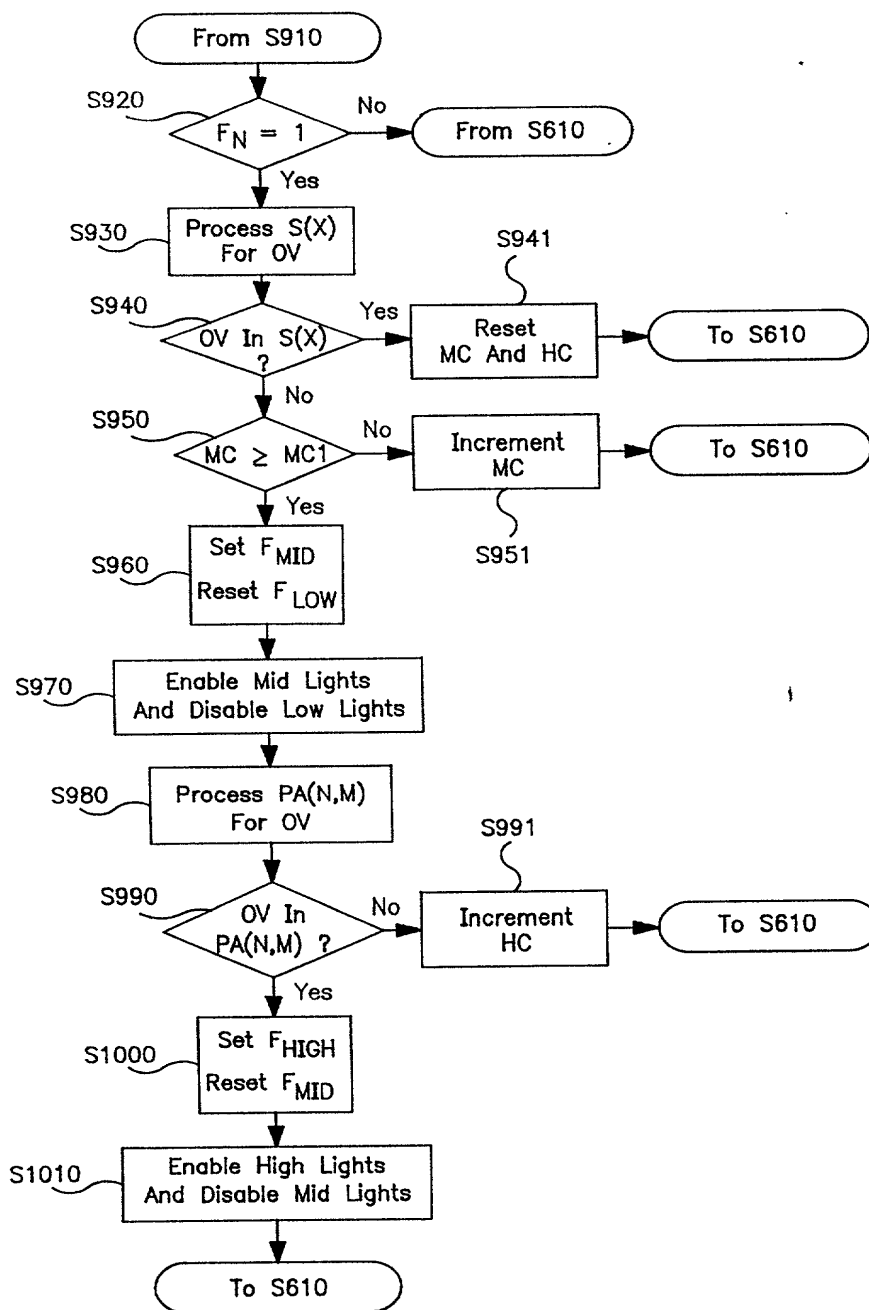 From S910
S920
F_N = 1
No
From S610
Yes
S930
Process S(X)
For OV
S941
S940
OV In S(X)
?
Yes
Reset
MC And HC
To S610
No
S950
MC ≥ MC1
No
Increment
MC
To S610
S951
Yes
S960
Set F_MID
Reset F_LOW
S970
Enable Mid Lights
And Disable Low Lights
S980
Process PA(N,M)
For OV
S991
S990
OV In
PA(N,M) ?
No
Increment
HC
To S610
Yes
S1000
Set F_HIGH
Reset F_MID
S1010
Enable High Lights
And Disable Mid Lights
To S610